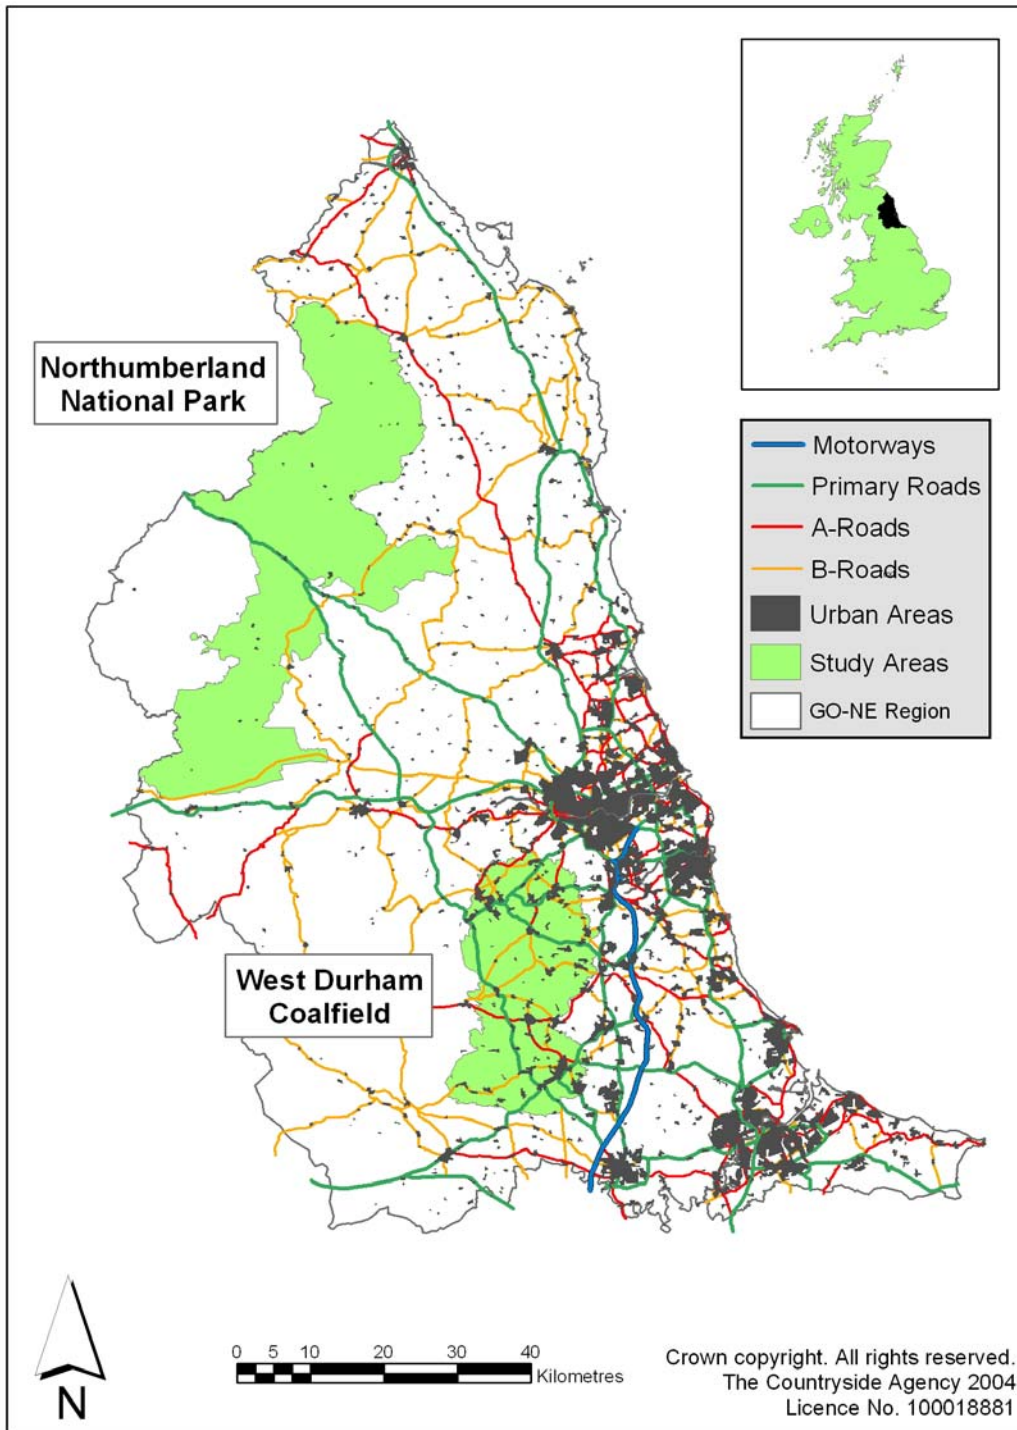 Northumberland
National Park
Motorways
Primary Roads
A-Roads
B-Roads
Urban Areas
Study Areas
GO-NE Region
West Durham
Coalfield
N
0 5 10 20 30 40
Kilometres
Crown copyright. All rights reserved.
The Countryside Agency 2004
Licence No. 100018881